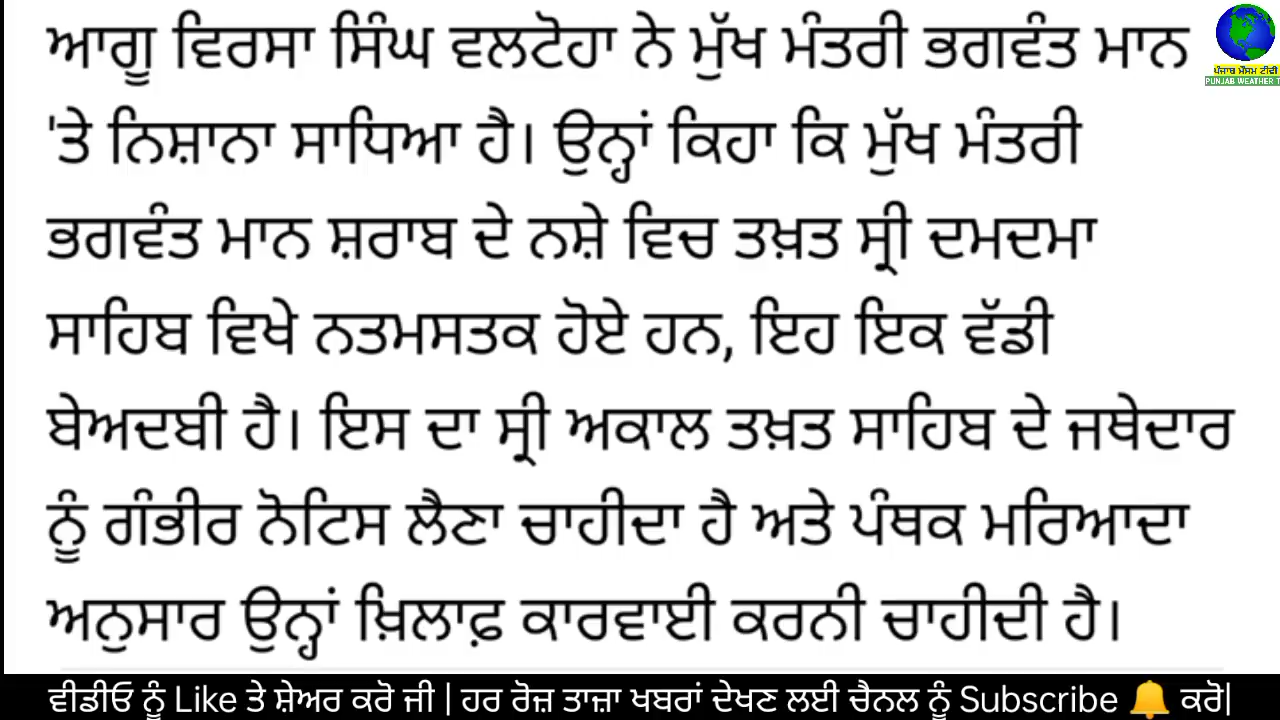 ਆਗੂ ਵਿਰਸਾ ਸਿੰਘ ਵਲਟੋਹਾ ਨੇ ਮੁੱਖ ਮੰਤਰੀ ਭਗਵੰਤ ਮਾਨ
'ਤੇ ਨਿਸ਼ਾਨਾ ਸਾਧਿਆ ਹੈ। ਉਨ੍ਹਾਂ ਕਿਹਾ ਕਿ ਮੁੱਖ ਮੰਤਰੀ
ਭਗਵੰਤ ਮਾਨ ਸ਼ਰਾਬ ਦੇ ਨਸ਼ੇ ਵਿਚ ਤਖ਼ਤ ਸ੍ਰੀ ਦਮਦਮਾ
ਸਾਹਿਬ ਵਿਖੇ ਨਤਮਸਤਕ ਹੋਏ ਹਨ, ਇਹ ਇਕ ਵੱਡੀ
ਬੇਅਦਬੀ ਹੈ। ਇਸ ਦਾ ਸ੍ਰੀ ਅਕਾਲ ਤਖ਼ਤ ਸਾਹਿਬ ਦੇ ਜਥੇਦਾਰ
ਨੂੰ ਗੰਭੀਰ ਨੋਟਿਸ ਲੈਣਾ ਚਾਹੀਦਾ ਹੈ ਅਤੇ ਪੰਥਕ ਮਰਿਆਦਾ
ਅਨੁਸਾਰ ਉਨ੍ਹਾਂ ਖ਼ਿਲਾਫ਼ ਕਾਰਵਾਈ ਕਰਨੀ ਚਾਹੀਦੀ ਹੈ।
ਪੰਜਾਬ ਮੌਸਮ ਟੀਵੀ
PUNJAB WEATHER T
ਵੀਡੀਓ ਨੂੰ Like ਤੇ ਸ਼ੇਅਰ ਕਰੋ ਜੀ | ਹਰ ਰੋਜ਼ ਤਾਜ਼ਾ ਖਬਰਾਂ ਦੇਖਣ ਲਈ ਚੈਨਲ ਨੂੰ Subscribe 🔔 ਕਰੋ|